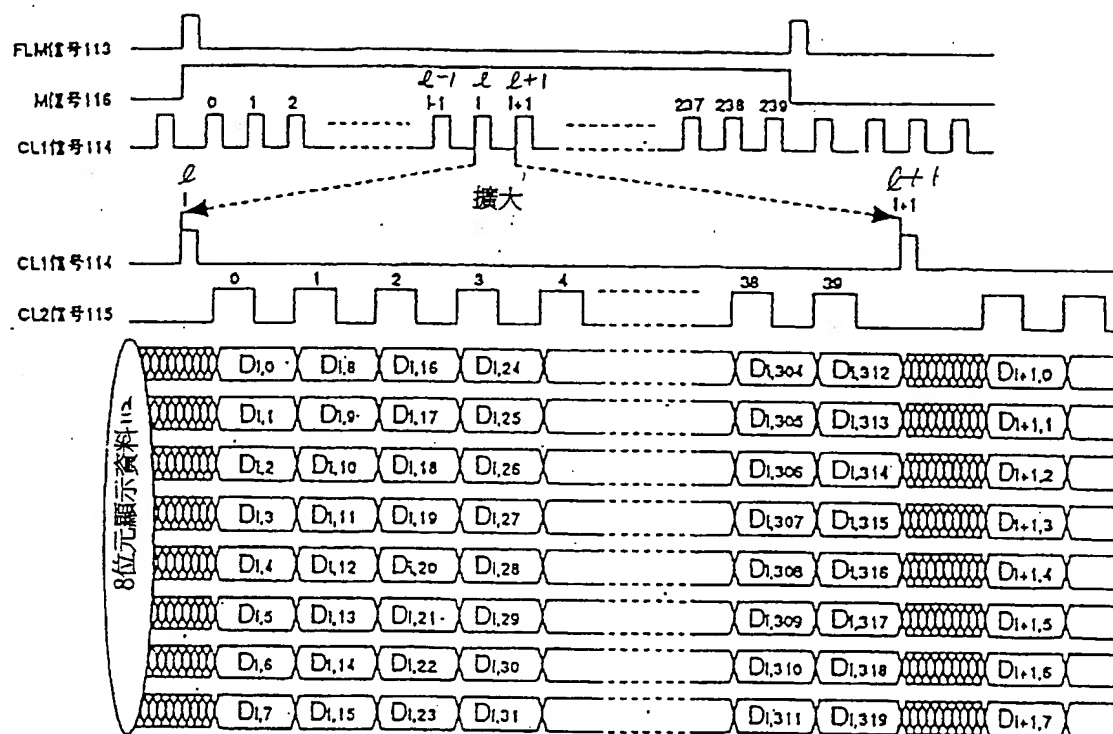 FLM信号113
M信号116
ℓ-1 ℓ ℓ+1
0 1 2 l-1 l l+1 237 238 239
CL1信号114
ℓ 擴大 ℓ+1
l l+1
CL1信号114
0 1 2 3 4 38 39
CL2信号115
8位元顯示資料112
Dl,0 Dl,8 Dl,16 Dl,24 Dl,304 Dl,312 Dl+1,0
Dl,1 Dl,9 Dl,17 Dl,25 Dl,305 Dl,313 Dl+1,1
Dl,2 Dl,10 Dl,18 Dl,26 Dl,306 Dl,314 Dl+1,2
Dl,3 Dl,11 Dl,19 Dl,27 Dl,307 Dl,315 Dl+1,3
Dl,4 Dl,12 Dl,20 Dl,28 Dl,308 Dl,316 Dl+1,4
Dl,5 Dl,13 Dl,21 Dl,29 Dl,309 Dl,317 Dl+1,5
Dl,6 Dl,14 Dl,22 Dl,30 Dl,310 Dl,318 Dl+1,6
Dl,7 Dl,15 Dl,23 Dl,31 Dl,311 Dl,319 Dl+1,7